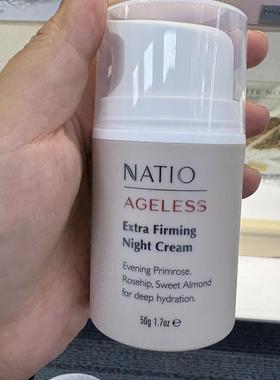 NATIO
AGELESS
Extra Firming
Night Cream
Evening Primrose,
Rosehip, Sweet Almond
for deep hydration.
50g 1.7oz ℮